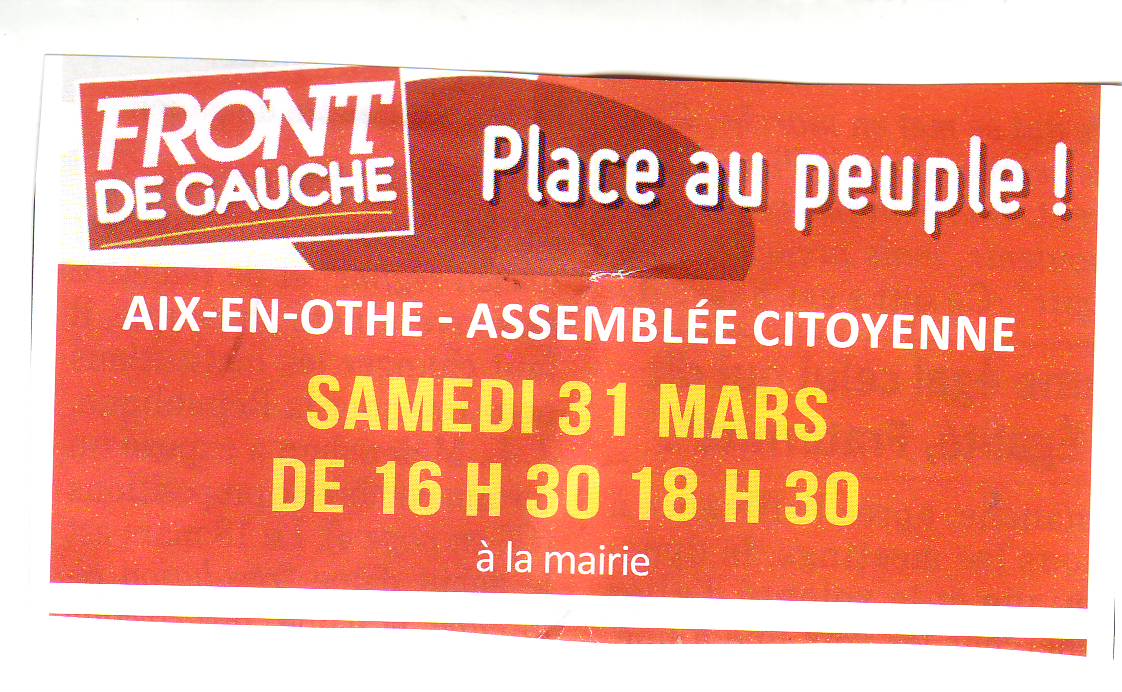 FRONT
DE GAUCHE
Place au peuple !
AIX-EN-OTHE - ASSEMBLÉE CITOYENNE
SAMEDI 31 MARS
DE 16 H 30 18 H 30
à la mairie